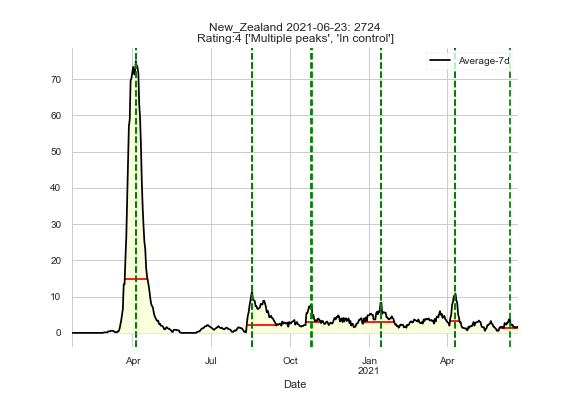 New_Zealand 2021-06-23: 2724
Rating:4 ['Multiple peaks', 'In control']
Average-7d
70
60
50
40
30
20
10
0
Apr
Jul
Oct
Jan
2021
Apr
Date